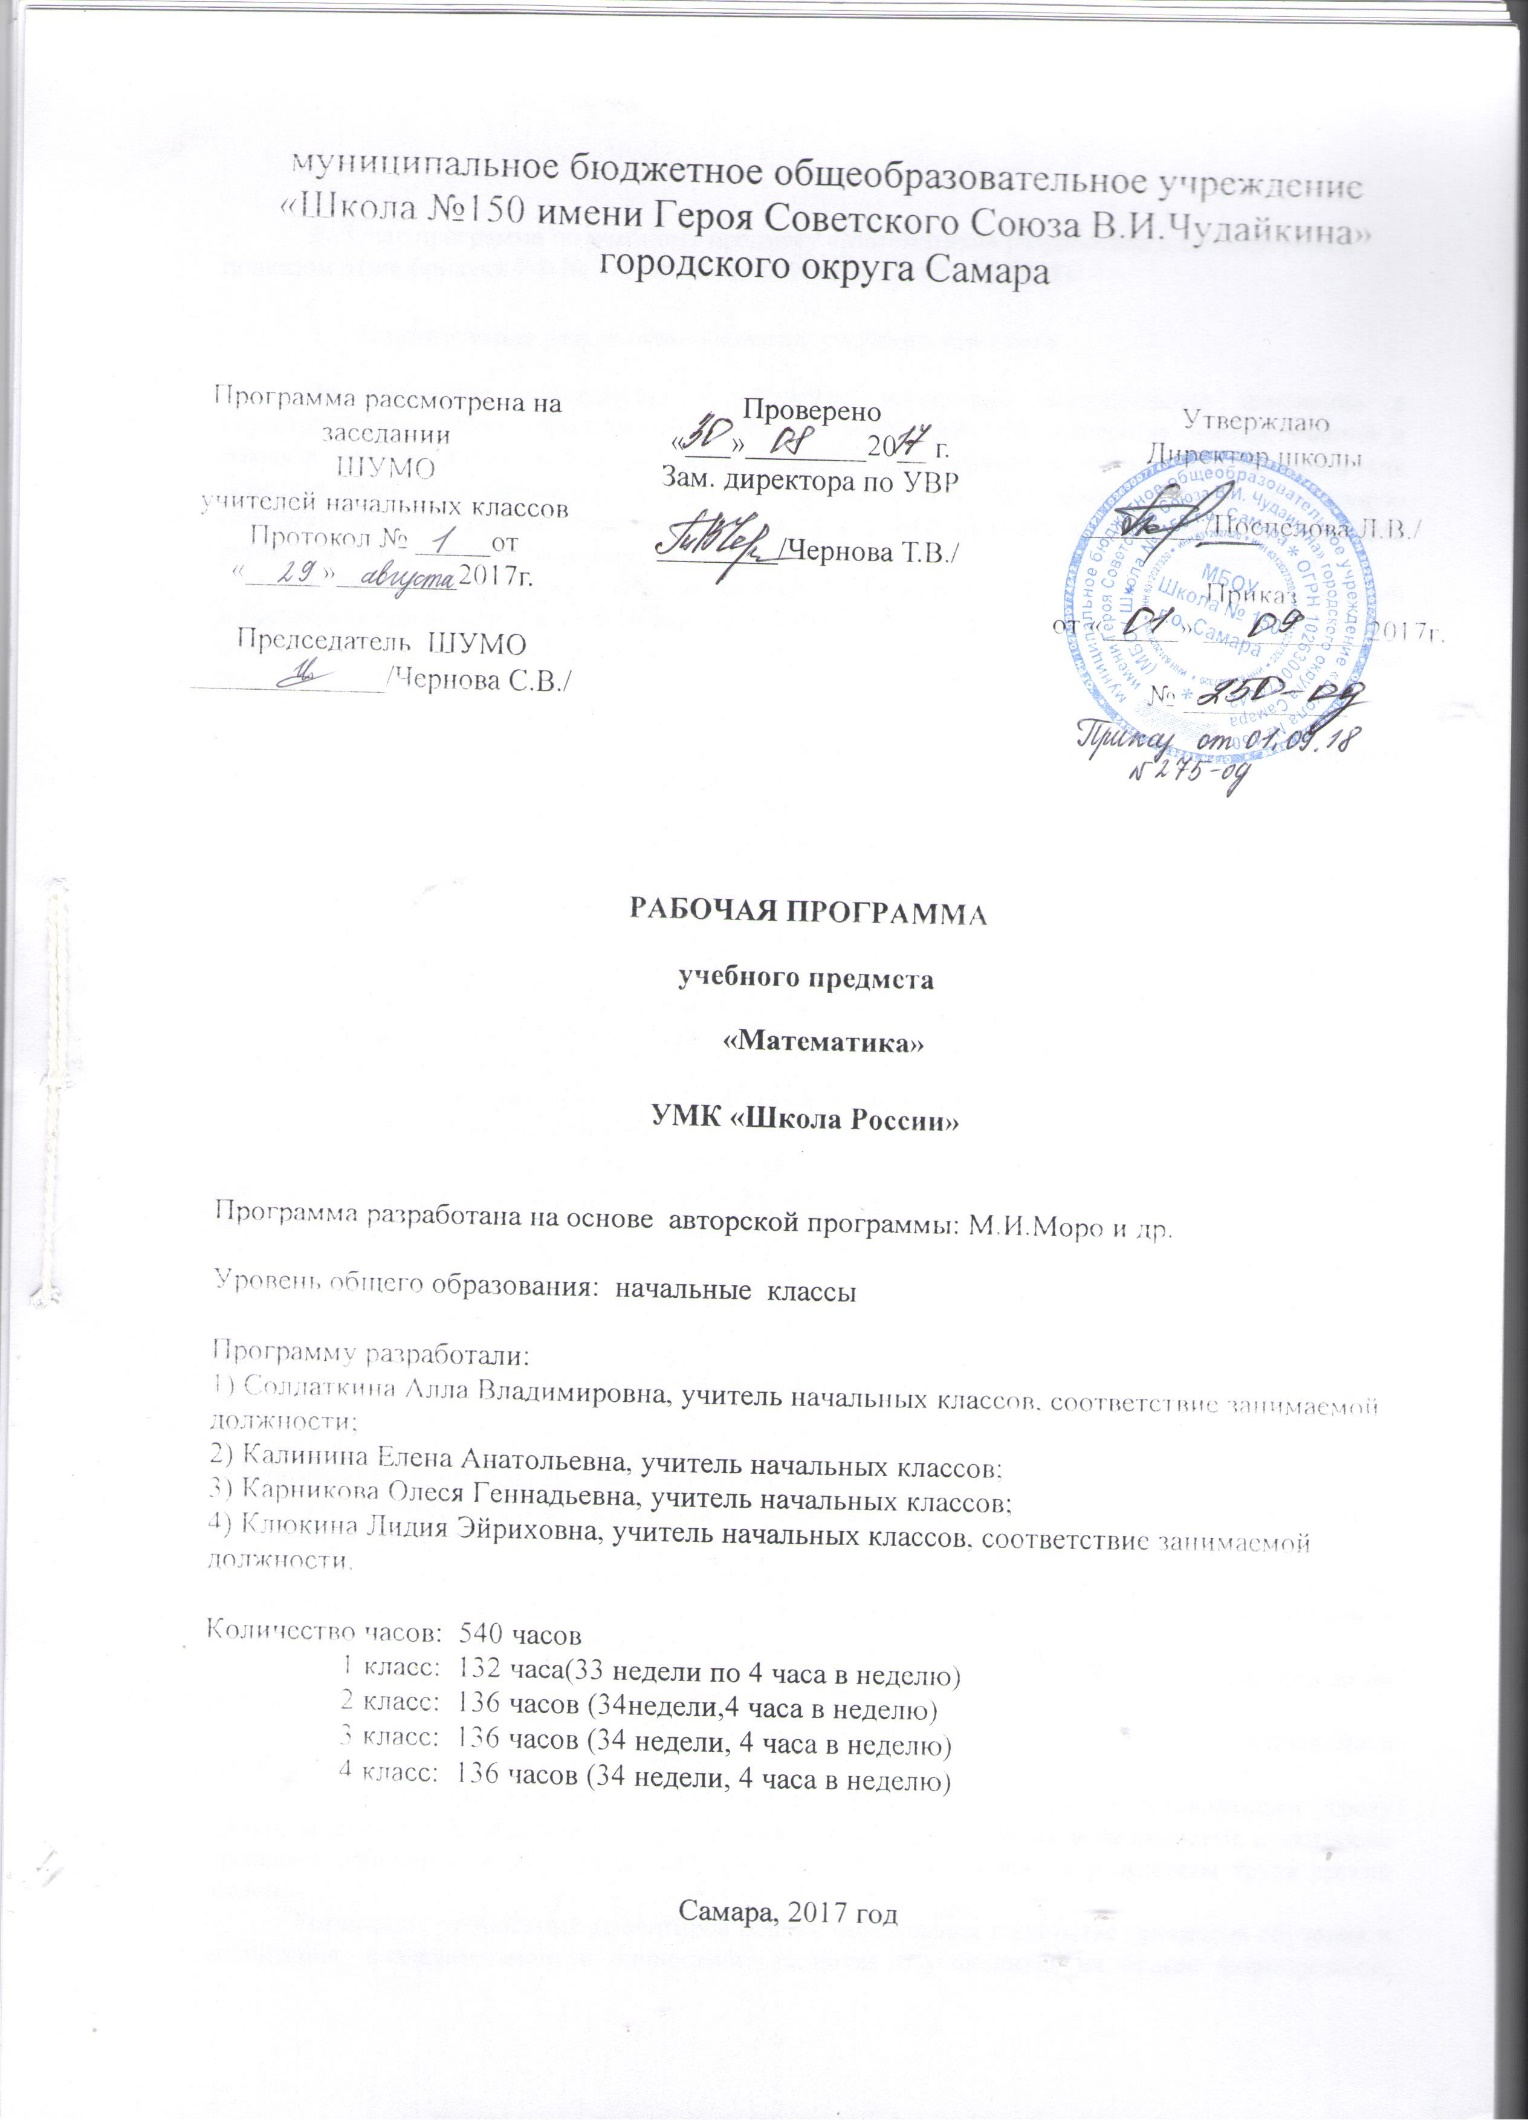 муниципальное бюджетное общеобразовательное учреждение
«Школа №150 имени Героя Советского Союза В.И.Чудайкина»
городского округа Самара
Программа рассмотрена на
заседании
ШУМО
учителей начальных классов
Протокол № 1 от
«29» августа 2017г.
Председатель ШУМО
/Чернова С.В./
Проверено
«30» 08 2017 г.
Зам. директора по УВР
/Чернова Т.В./
Утверждаю
Директор школы
/Поспелова Л.В./
Приказ
от «01» 09 2017г.
№ 250-од
Приказ от 01.09.18
№ 275-од
МБОУ
Школа № 150
г.о. Самара
РАБОЧАЯ ПРОГРАММА
учебного предмета
«Математика»
УМК «Школа России»
Программа разработана на основе авторской программы: М.И.Моро и др.
Уровень общего образования: начальные классы
Программу разработали:
1) Солдаткина Алла Владимировна, учитель начальных классов, соответствие занимаемой
должности;
2) Калинина Елена Анатольевна, учитель начальных классов;
3) Карникова Олеся Геннадьевна, учитель начальных классов;
4) Клюкина Лидия Эйриховна, учитель начальных классов, соответствие занимаемой
должности.
Количество часов: 540 часов
1 класс: 132 часа(33 недели по 4 часа в неделю)
2 класс: 136 часов (34недели,4 часа в неделю)
3 класс: 136 часов (34 недели, 4 часа в неделю)
4 класс: 136 часов (34 недели, 4 часа в неделю)
Самара, 2017 год